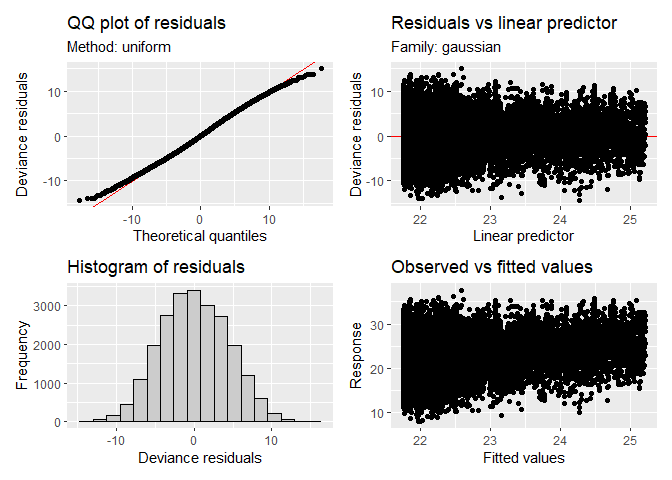 QQ plot of residuals
Method: uniform
Deviance residuals
10
0
-10
-10
0
10
Theoretical quantiles
Residuals vs linear predictor
Family: gaussian
Deviance residuals
10
0
-10
22
23
24
25
Linear predictor
Histogram of residuals
Frequency
3000
2000
1000
0
-10
0
10
Deviance residuals
Observed vs fitted values
Response
30
20
10
22
23
24
25
Fitted values